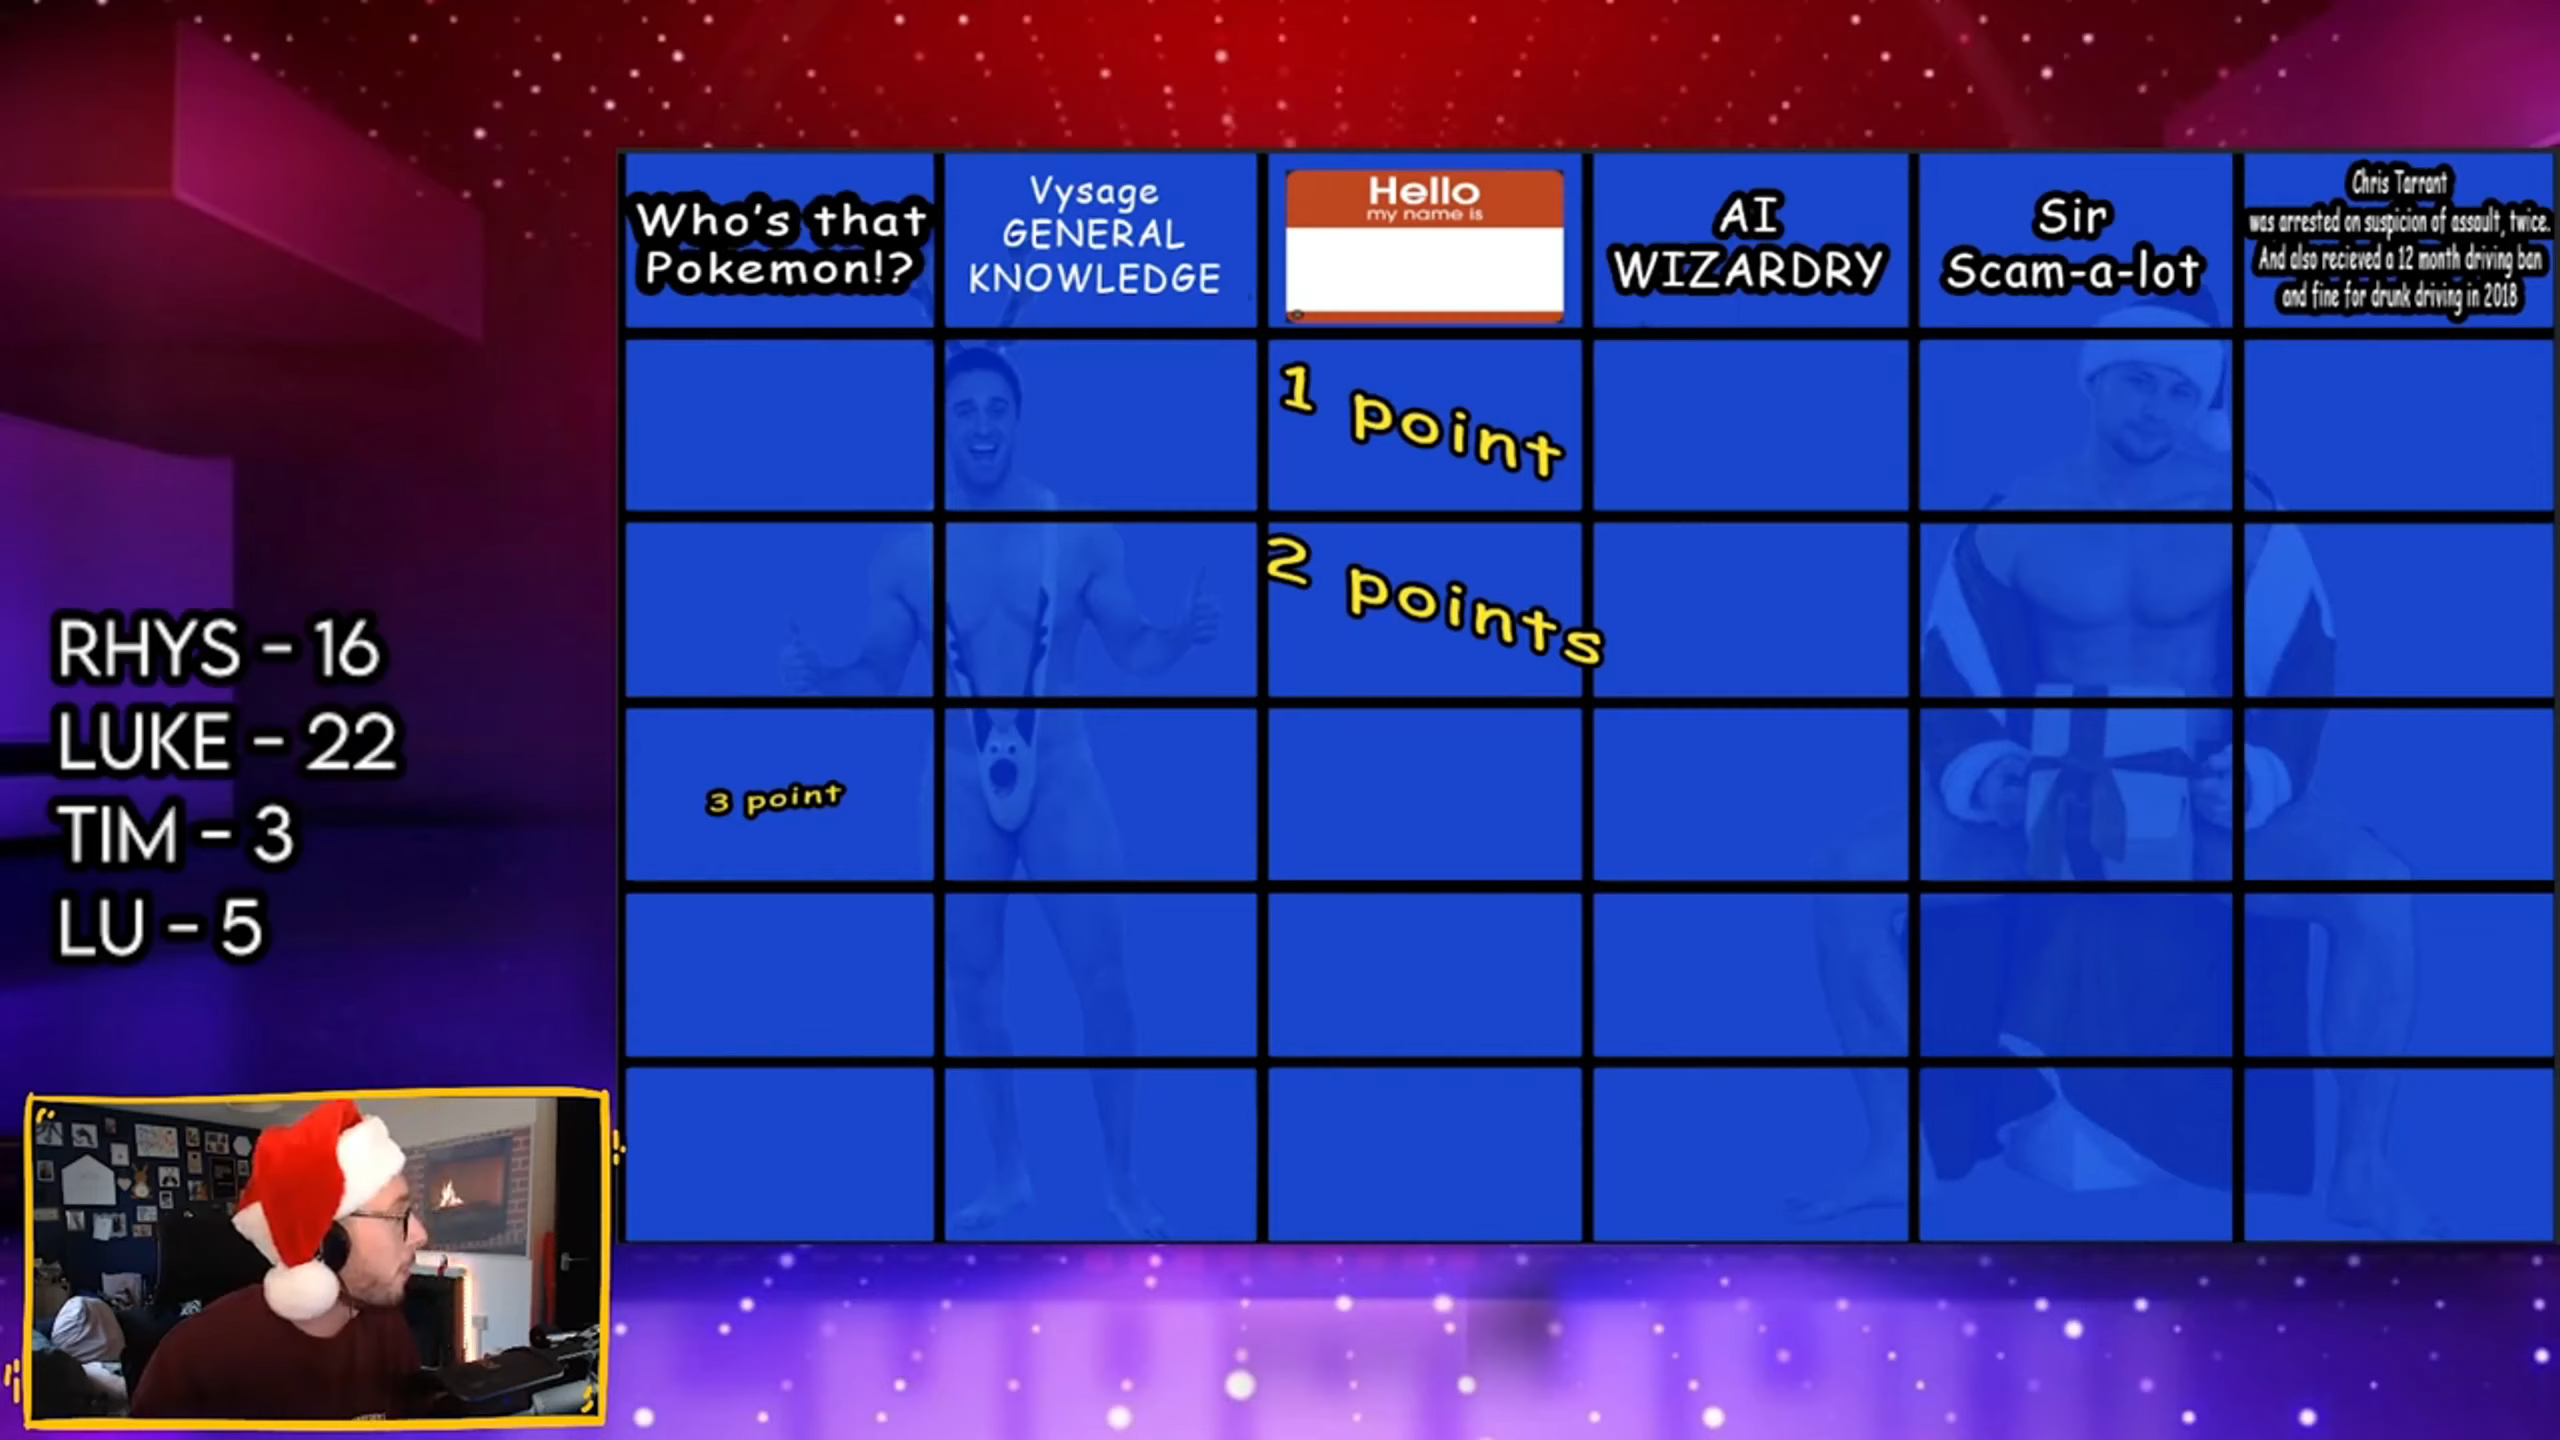 Who's that
Pokemon!?
Vysage
GENERAL
KNOWLEDGE
Hello
my name is
AI
WIZARDRY
Sir
Scam-a-lot
Chris Tarrant
was arrested on suspicion of assault, twice.
And also recieved a 12 month driving ban
and fine for drunk driving in 2018
1 point
2 points
3 point
RHYS - 16
LUKE - 22
TIM - 3
LU - 5